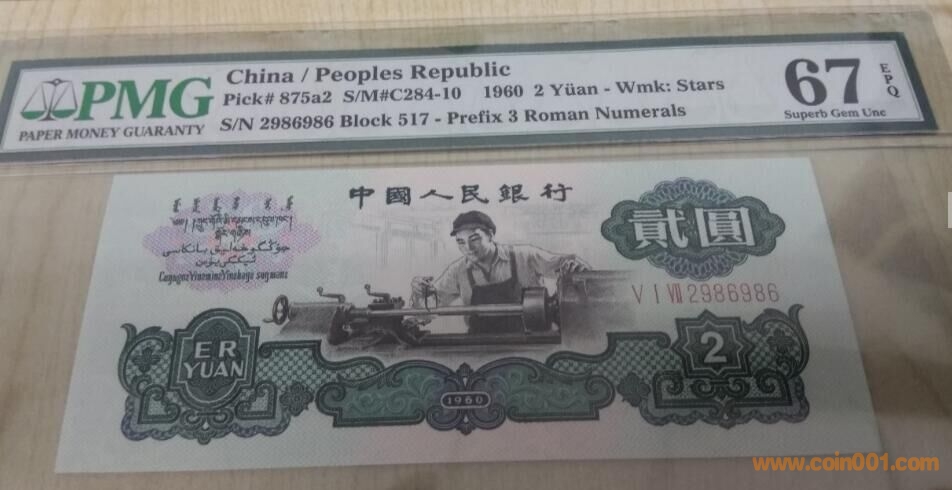 PMG
PAPER MONEY GUARANTY
China / Peoples Republic
Pick# 875a2 S/M#C284-10 1960 2 Yüan - Wmk: Stars
S/N 2986986 Block 517 - Prefix 3 Roman Numerals
67
EPQ
Superb Gem Unc
中國人民銀行
貳圓
V I VII 2986986
ER
YUAN
2
1960
www.coin001.com